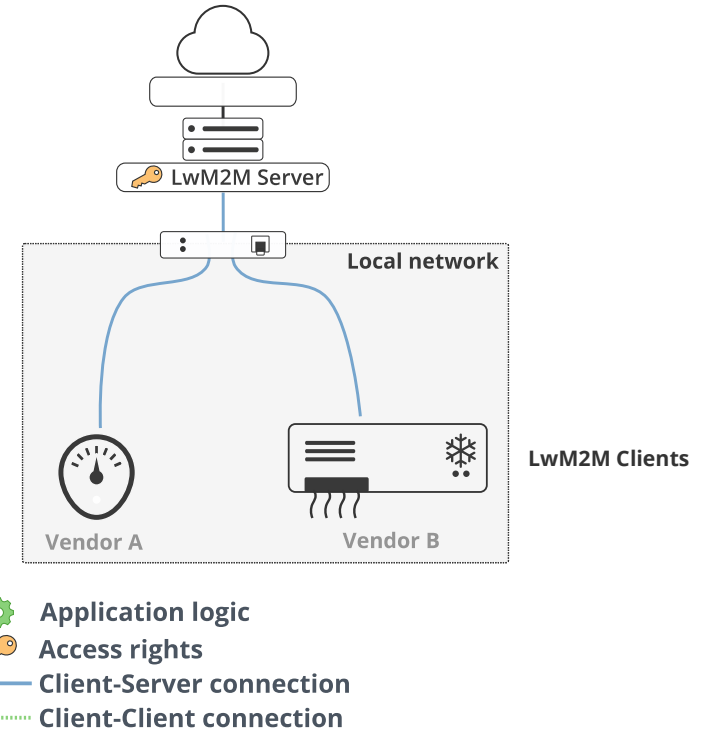 LwM2M Server
Local network
LwM2M Clients
Vendor A
Vendor B
Application logic
Access rights
Client-Server connection
Client-Client connection